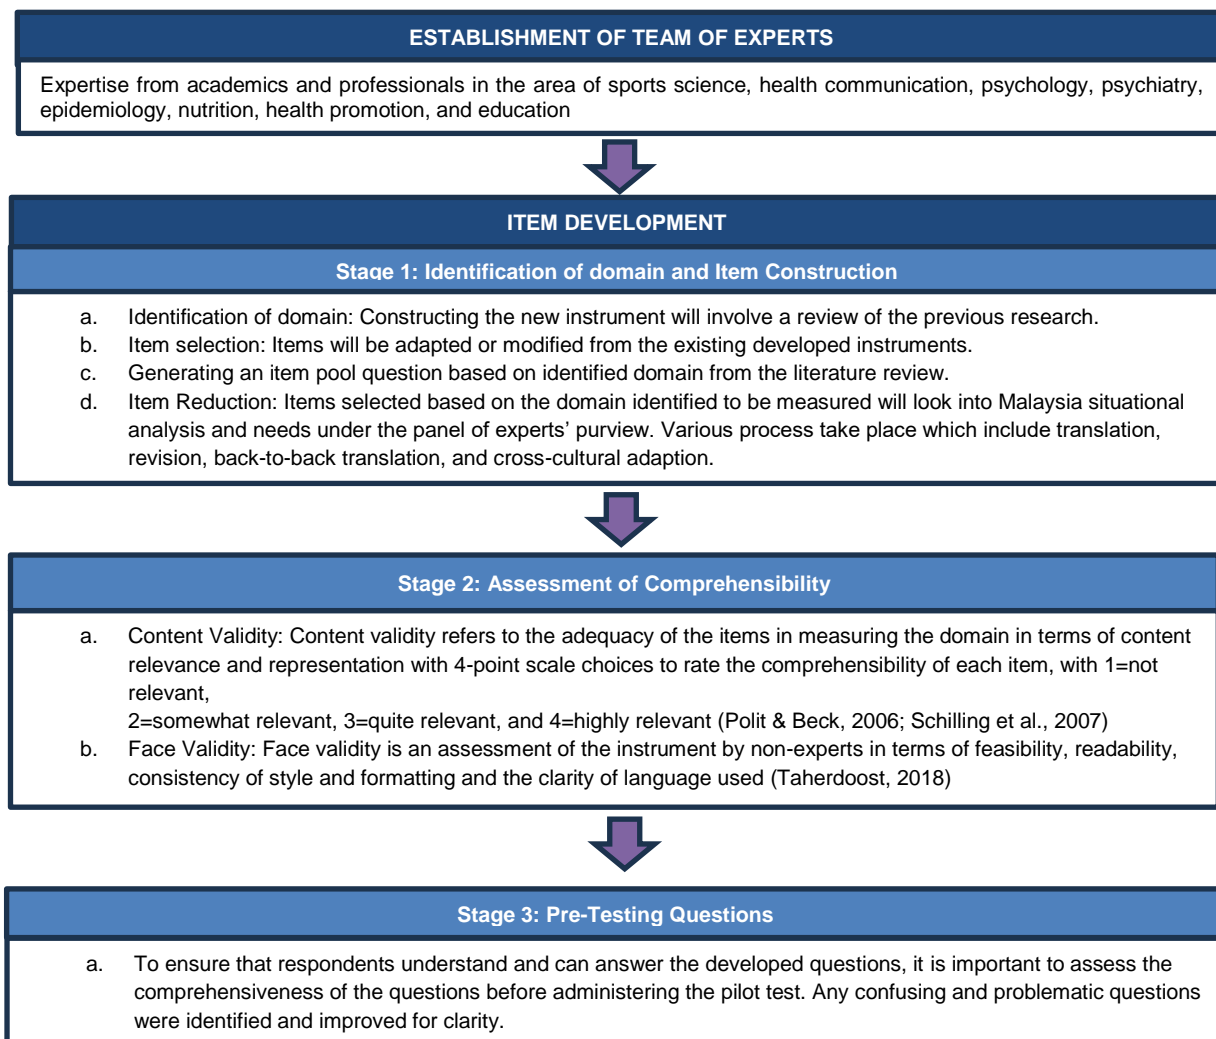 ESTABLISHMENT OF TEAM OF EXPERTS
Expertise from academics and professionals in the area of sports science, health communication, psychology, psychiatry,
epidemiology, nutrition, health promotion, and education
ITEM DEVELOPMENT
Stage 1: Identification of domain and Item Construction
a. Identification of domain: Constructing the new instrument will involve a review of the previous research.
b. Item selection: Items will be adapted or modified from the existing developed instruments.
c. Generating an item pool question based on identified domain from the literature review.
d. Item Reduction: Items selected based on the domain identified to be measured will look into Malaysia situational
analysis and needs under the panel of experts' purview. Various process take place which include translation,
revision, back-to-back translation, and cross-cultural adaption.
Stage 2: Assessment of Comprehensibility
a. Content Validity: Content validity refers to the adequacy of the items in measuring the domain in terms of content
relevance and representation with 4-point scale choices to rate the comprehensibility of each item, with 1=not
relevant,
2=somewhat relevant, 3=quite relevant, and 4=highly relevant (Polit & Beck, 2006; Schilling et al., 2007)
b. Face Validity: Face validity is an assessment of the instrument by non-experts in terms of feasibility, readability,
consistency of style and formatting and the clarity of language used (Taherdoost, 2018)
Stage 3: Pre-Testing Questions
a. To ensure that respondents understand and can answer the developed questions, it is important to assess the
comprehensiveness of the questions before administering the pilot test. Any confusing and problematic questions
were identified and improved for clarity.